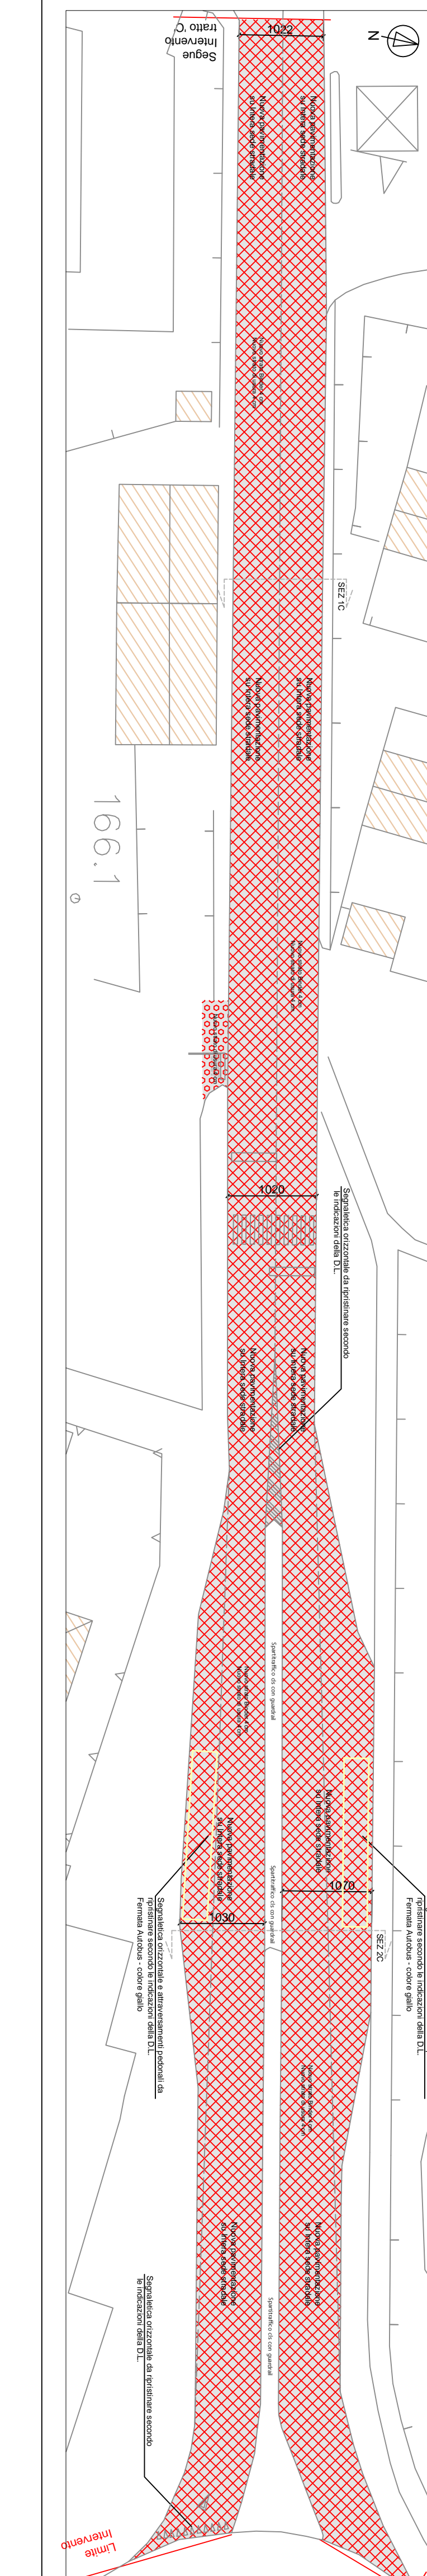 Segue
Intervento
tratto 'C
N
1022
Nuova pavimentazione
su intera sede stradale
Nuova pavimentazione
su intera sede stradale
SEZ 1C
Nuova pavimentazione
su intera sede stradale
Nuova pavimentazione
su intera sede stradale
166.1
1020
Segnaletica orizzontale da ripristinare secondo
le indicazioni della D.L.
Nuova pavimentazione
su intera sede stradale
Nuova pavimentazione
su intera sede stradale
Spartitraffico cls con guardrail
Nuova pavimentazione
su intera sede stradale
Nuova pavimentazione
su intera sede stradale
Spartitraffico cls con guardrail
1070
1030
SEZ 2C
Segnaletica orizzontale e attraversamenti pedonali da
ripristinare secondo le indicazioni della D.L.
Fermata Autobus - colore giallo
ripristinare secondo le indicazioni della D.L.
Fermata Autobus - colore giallo
Nuova pavimentazione
su intera sede stradale
Nuova pavimentazione
su intera sede stradale
Spartitraffico cls con guardrail
Segnaletica orizzontale da ripristinare secondo
le indicazioni della D.L.
Limite
Intervento